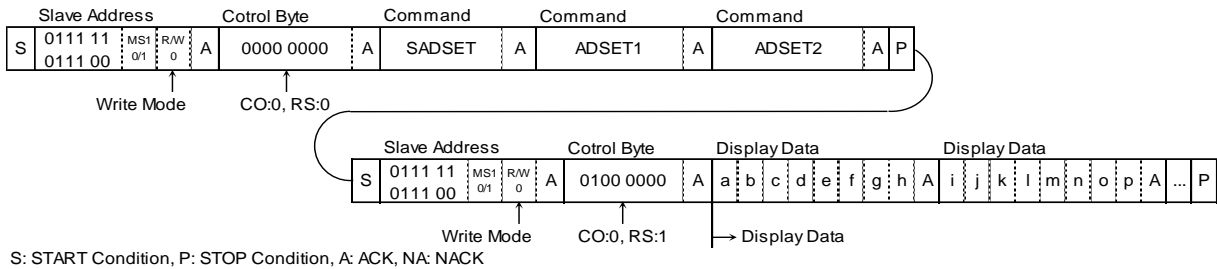 Slave Address Cotrol Byte Command Command Command
S 0111 11 0111 00 MS1 0/1 R/W 0 A 0000 0000 A SADSET A ADSET1 A ADSET2 A P
Write Mode CO:0, RS:0
Slave Address Cotrol Byte Display Data Display Data
S 0111 11 0111 00 MS1 0/1 R/W 0 A 0100 0000 A a b c d e f g h A i j k l m n o p A ... P
Write Mode CO:0, RS:1 Display Data
S: START Condition, P: STOP Condition, A: ACK, NA: NACK